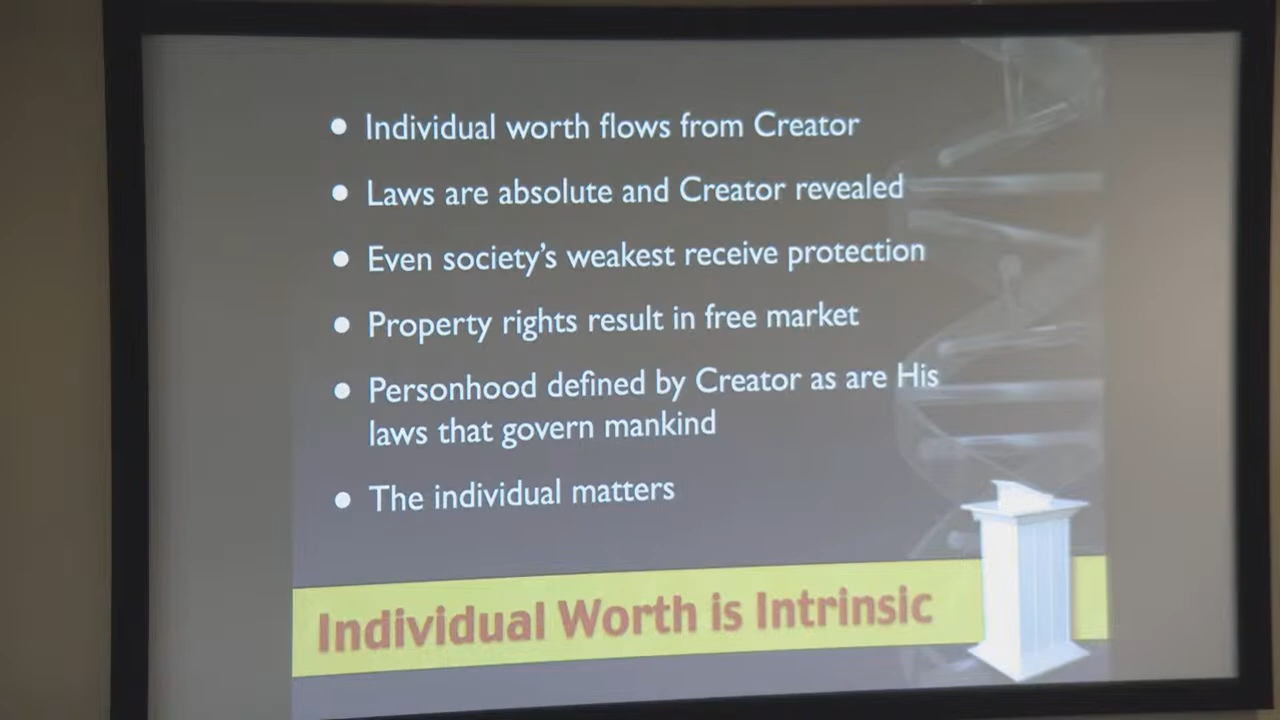 • Individual worth flows from Creator
• Laws are absolute and Creator revealed
• Even society's weakest receive protection
• Property rights result in free market
• Personhood defined by Creator as are His
laws that govern mankind
• The individual matters
Individual Worth is Intrinsic